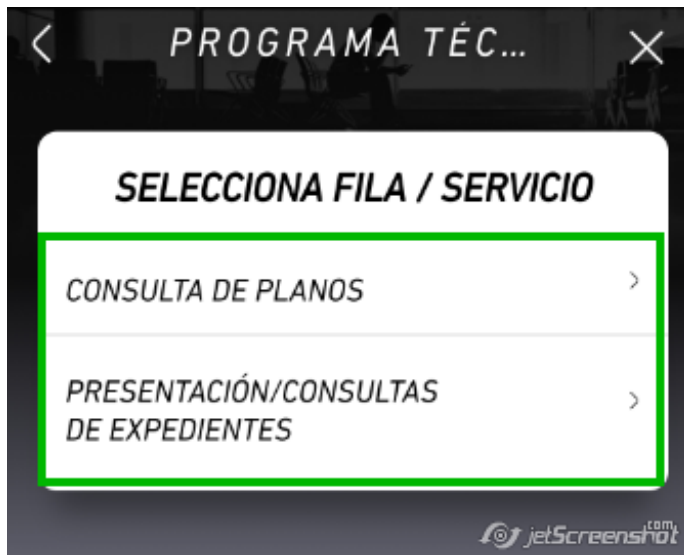 PROGRAMA TÉC...
SELECCIONA FILA / SERVICIO
CONSULTA DE PLANOS
PRESENTACIÓN/CONSULTAS
DE EXPEDIENTES
jetScreenshot
.com